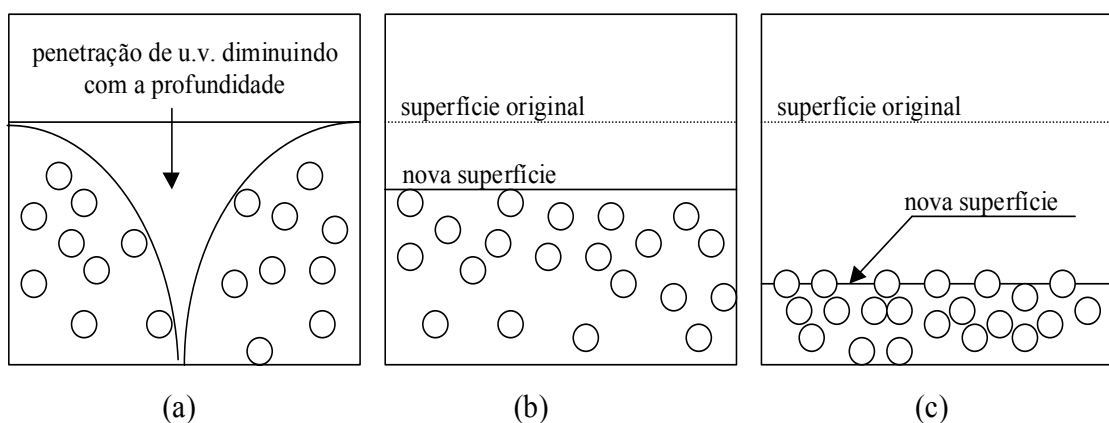 penetração de u.v. diminuindo
com a profundidade
superfície original
nova superfície
superfície original
nova superfície
(a)
(b)
(c)